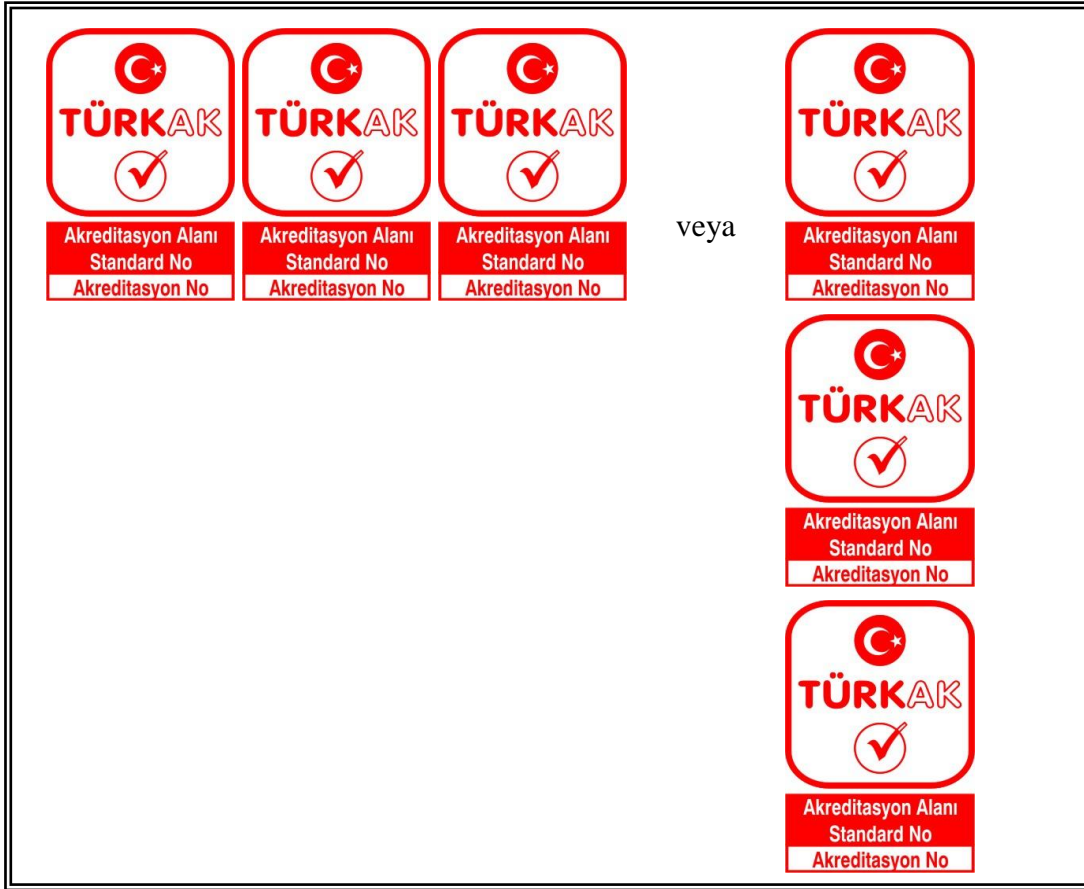 TÜRKAK TÜRKAK TÜRKAK
Akreditasyon Alanı Akreditasyon Alanı Akreditasyon Alanı
Standard No Standard No Standard No
Akreditasyon No Akreditasyon No Akreditasyon No
veya
TÜRKAK
Akreditasyon Alanı
Standard No
Akreditasyon No
TÜRKAK
Akreditasyon Alanı
Standard No
Akreditasyon No
TÜRKAK
Akreditasyon Alanı
Standard No
Akreditasyon No